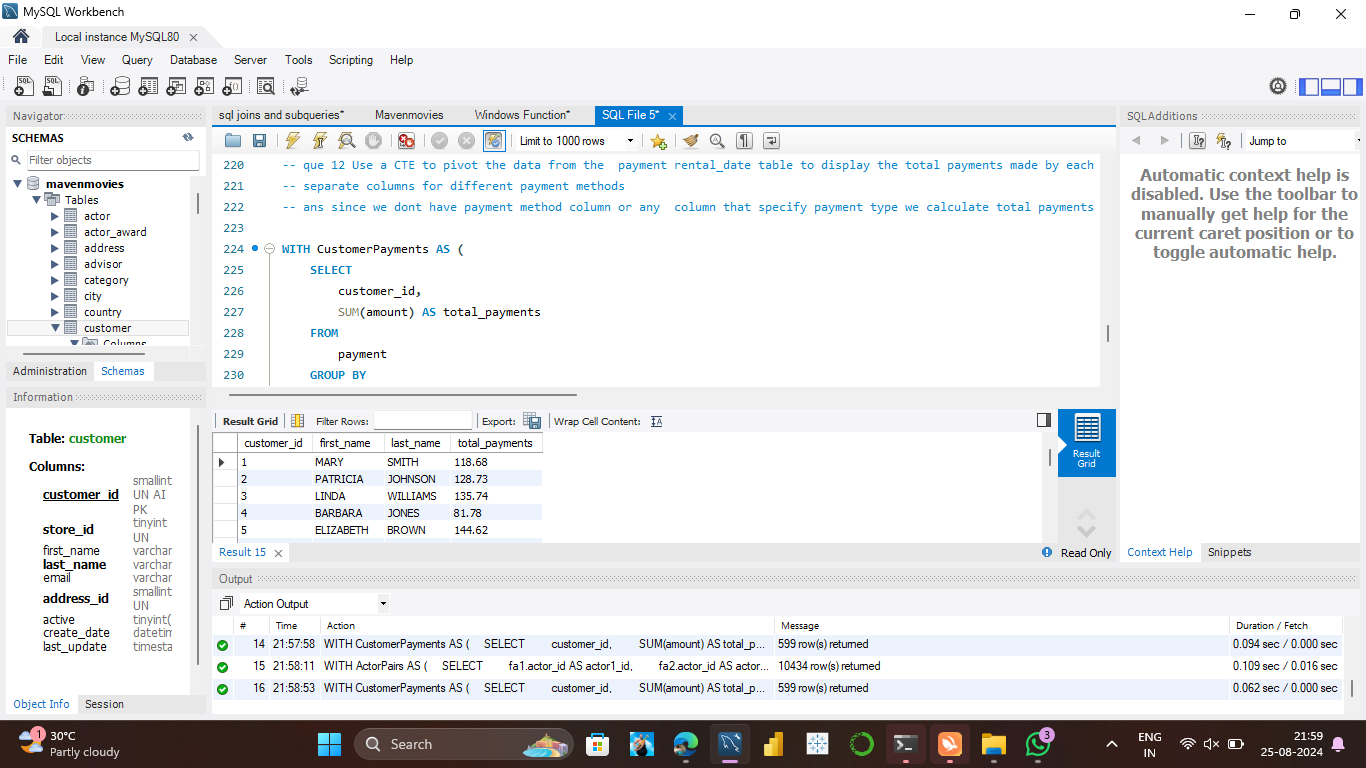 MySQL Workbench
Local instance MySQL80
File Edit View Query Database Server Tools Scripting Help
Navigator
SCHEMAS
Filter objects
mavenmovies
Tables
actor
actor_award
address
advisor
category
city
country
customer
Columns
Administration Schemas
Information
Table: customer
Columns:
customer_id smallint UN AI PK
store_id tinyint UN
first_name varchar
last_name varchar
email varchar
address_id smallint UN
active tinyint(
create_date datetim
last_update timesta
Object Info Session
sql joins and subqueries* Mavenmovies Windows Function* SQL File 5*
Limit to 1000 rows
220 -- que 12 Use a CTE to pivot the data from the  payment rental_date table to display the total payments made by each
221 -- separate columns for different payment methods
222 -- ans since we dont have payment method column or any  column that specify payment type we calculate total payments
223
224 WITH CustomerPayments AS (
225 SELECT
226 customer_id,
227 SUM(amount) AS total_payments
228 FROM
229 payment
230 GROUP BY
Result Grid Filter Rows: Export: Wrap Cell Content:
customer_id first_name last_name total_payments
1 MARY SMITH 118.68
2 PATRICIA JOHNSON 128.73
3 LINDA WILLIAMS 135.74
4 BARBARA JONES 81.78
5 ELIZABETH BROWN 144.62
Result Grid
Result 15
Read Only
Output
Action Output
# Time Action Message Duration / Fetch
14 21:57:58 WITH CustomerPayments AS ( SELECT customer_id, SUM(amount) AS total_p... 599 row(s) returned 0.094 sec / 0.000 sec
15 21:58:11 WITH ActorPairs AS ( SELECT fa1.actor_id AS actor1_id, fa2.actor_id AS actor... 10434 row(s) returned 0.109 sec / 0.016 sec
16 21:58:53 WITH CustomerPayments AS ( SELECT customer_id, SUM(amount) AS total_p... 599 row(s) returned 0.062 sec / 0.000 sec
SQLAdditions
Jump to
Automatic context help is
disabled. Use the toolbar to
manually get help for the
current caret position or to
toggle automatic help.
Context Help Snippets
1
30°C
Partly cloudy
Search
3
ENG
IN
21:59
25-08-2024